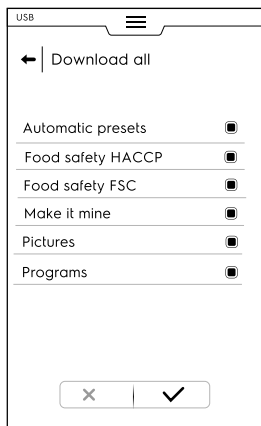 USB
Download all
Automatic presets
Food safety HACCP
Food safety FSC
Make it mine
Pictures
Programs